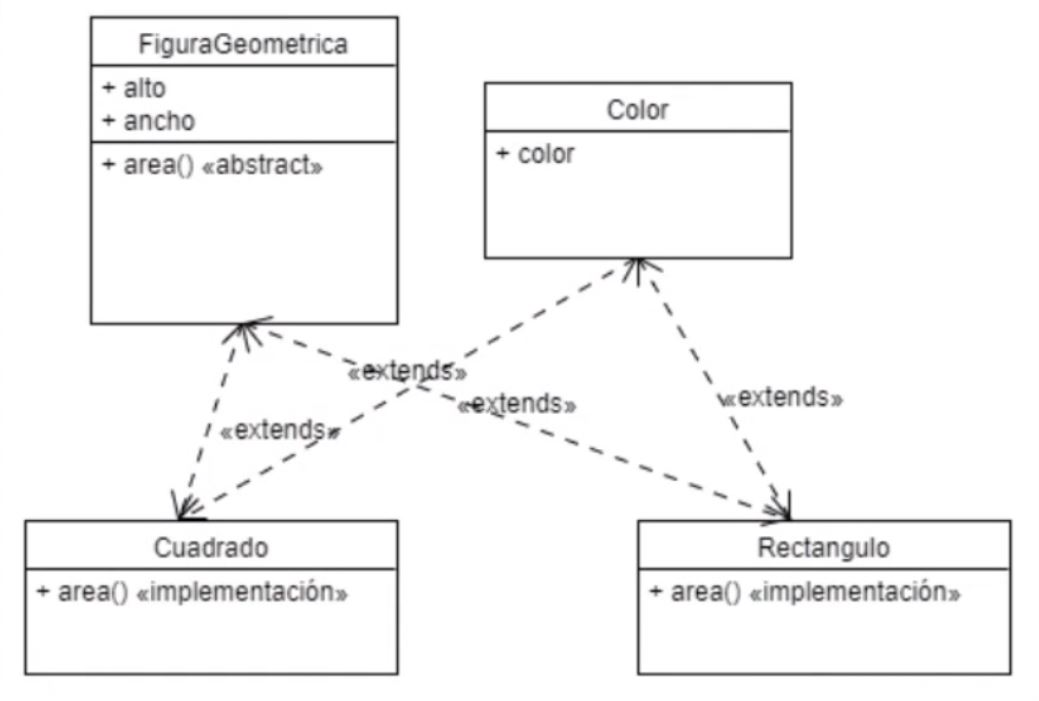 FiguraGeometrica
+ alto
+ ancho
+ area() «abstract»
Color
+ color
«extends»
«extends»
«extends»
«extends»
Cuadrado
+ area() «implementación»
Rectangulo
+ area() «implementación»